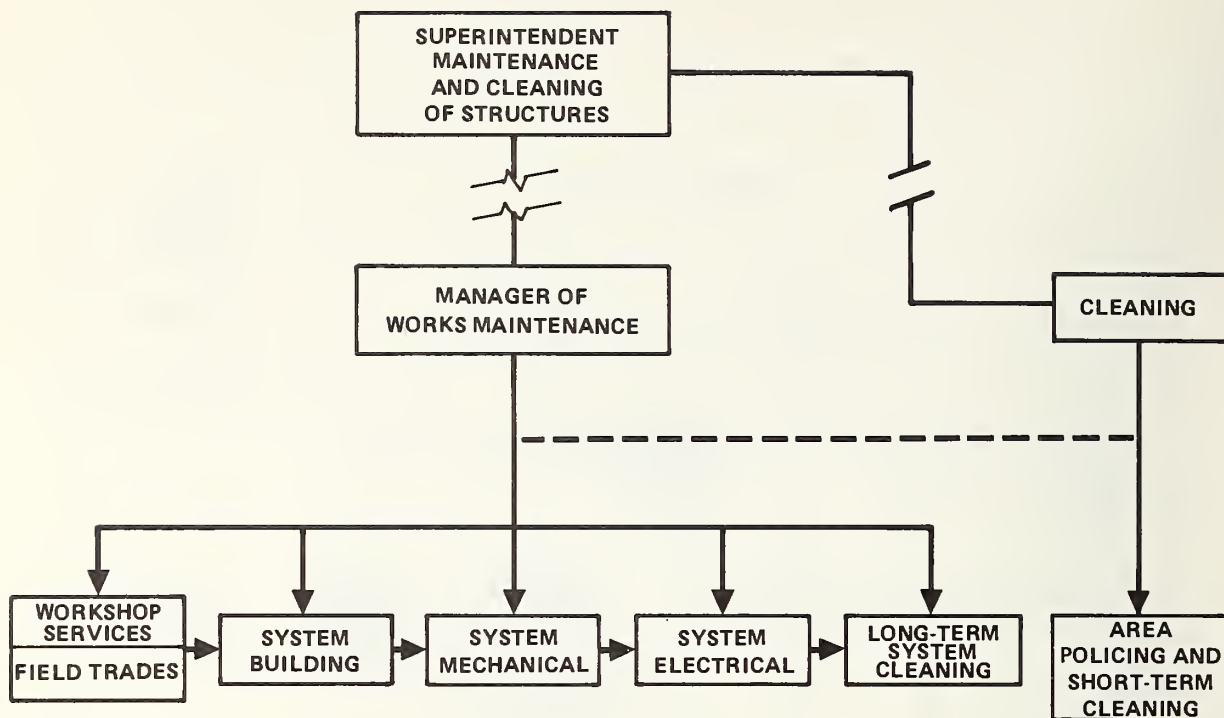 SUPERINTENDENT
MAINTENANCE
AND CLEANING
OF STRUCTURES
MANAGER OF
WORKS MAINTENANCE
CLEANING
WORKSHOP
SERVICES
FIELD TRADES
SYSTEM
BUILDING
SYSTEM
MECHANICAL
SYSTEM
ELECTRICAL
LONG-TERM
SYSTEM
CLEANING
AREA
POLICING AND
SHORT-TERM
CLEANING